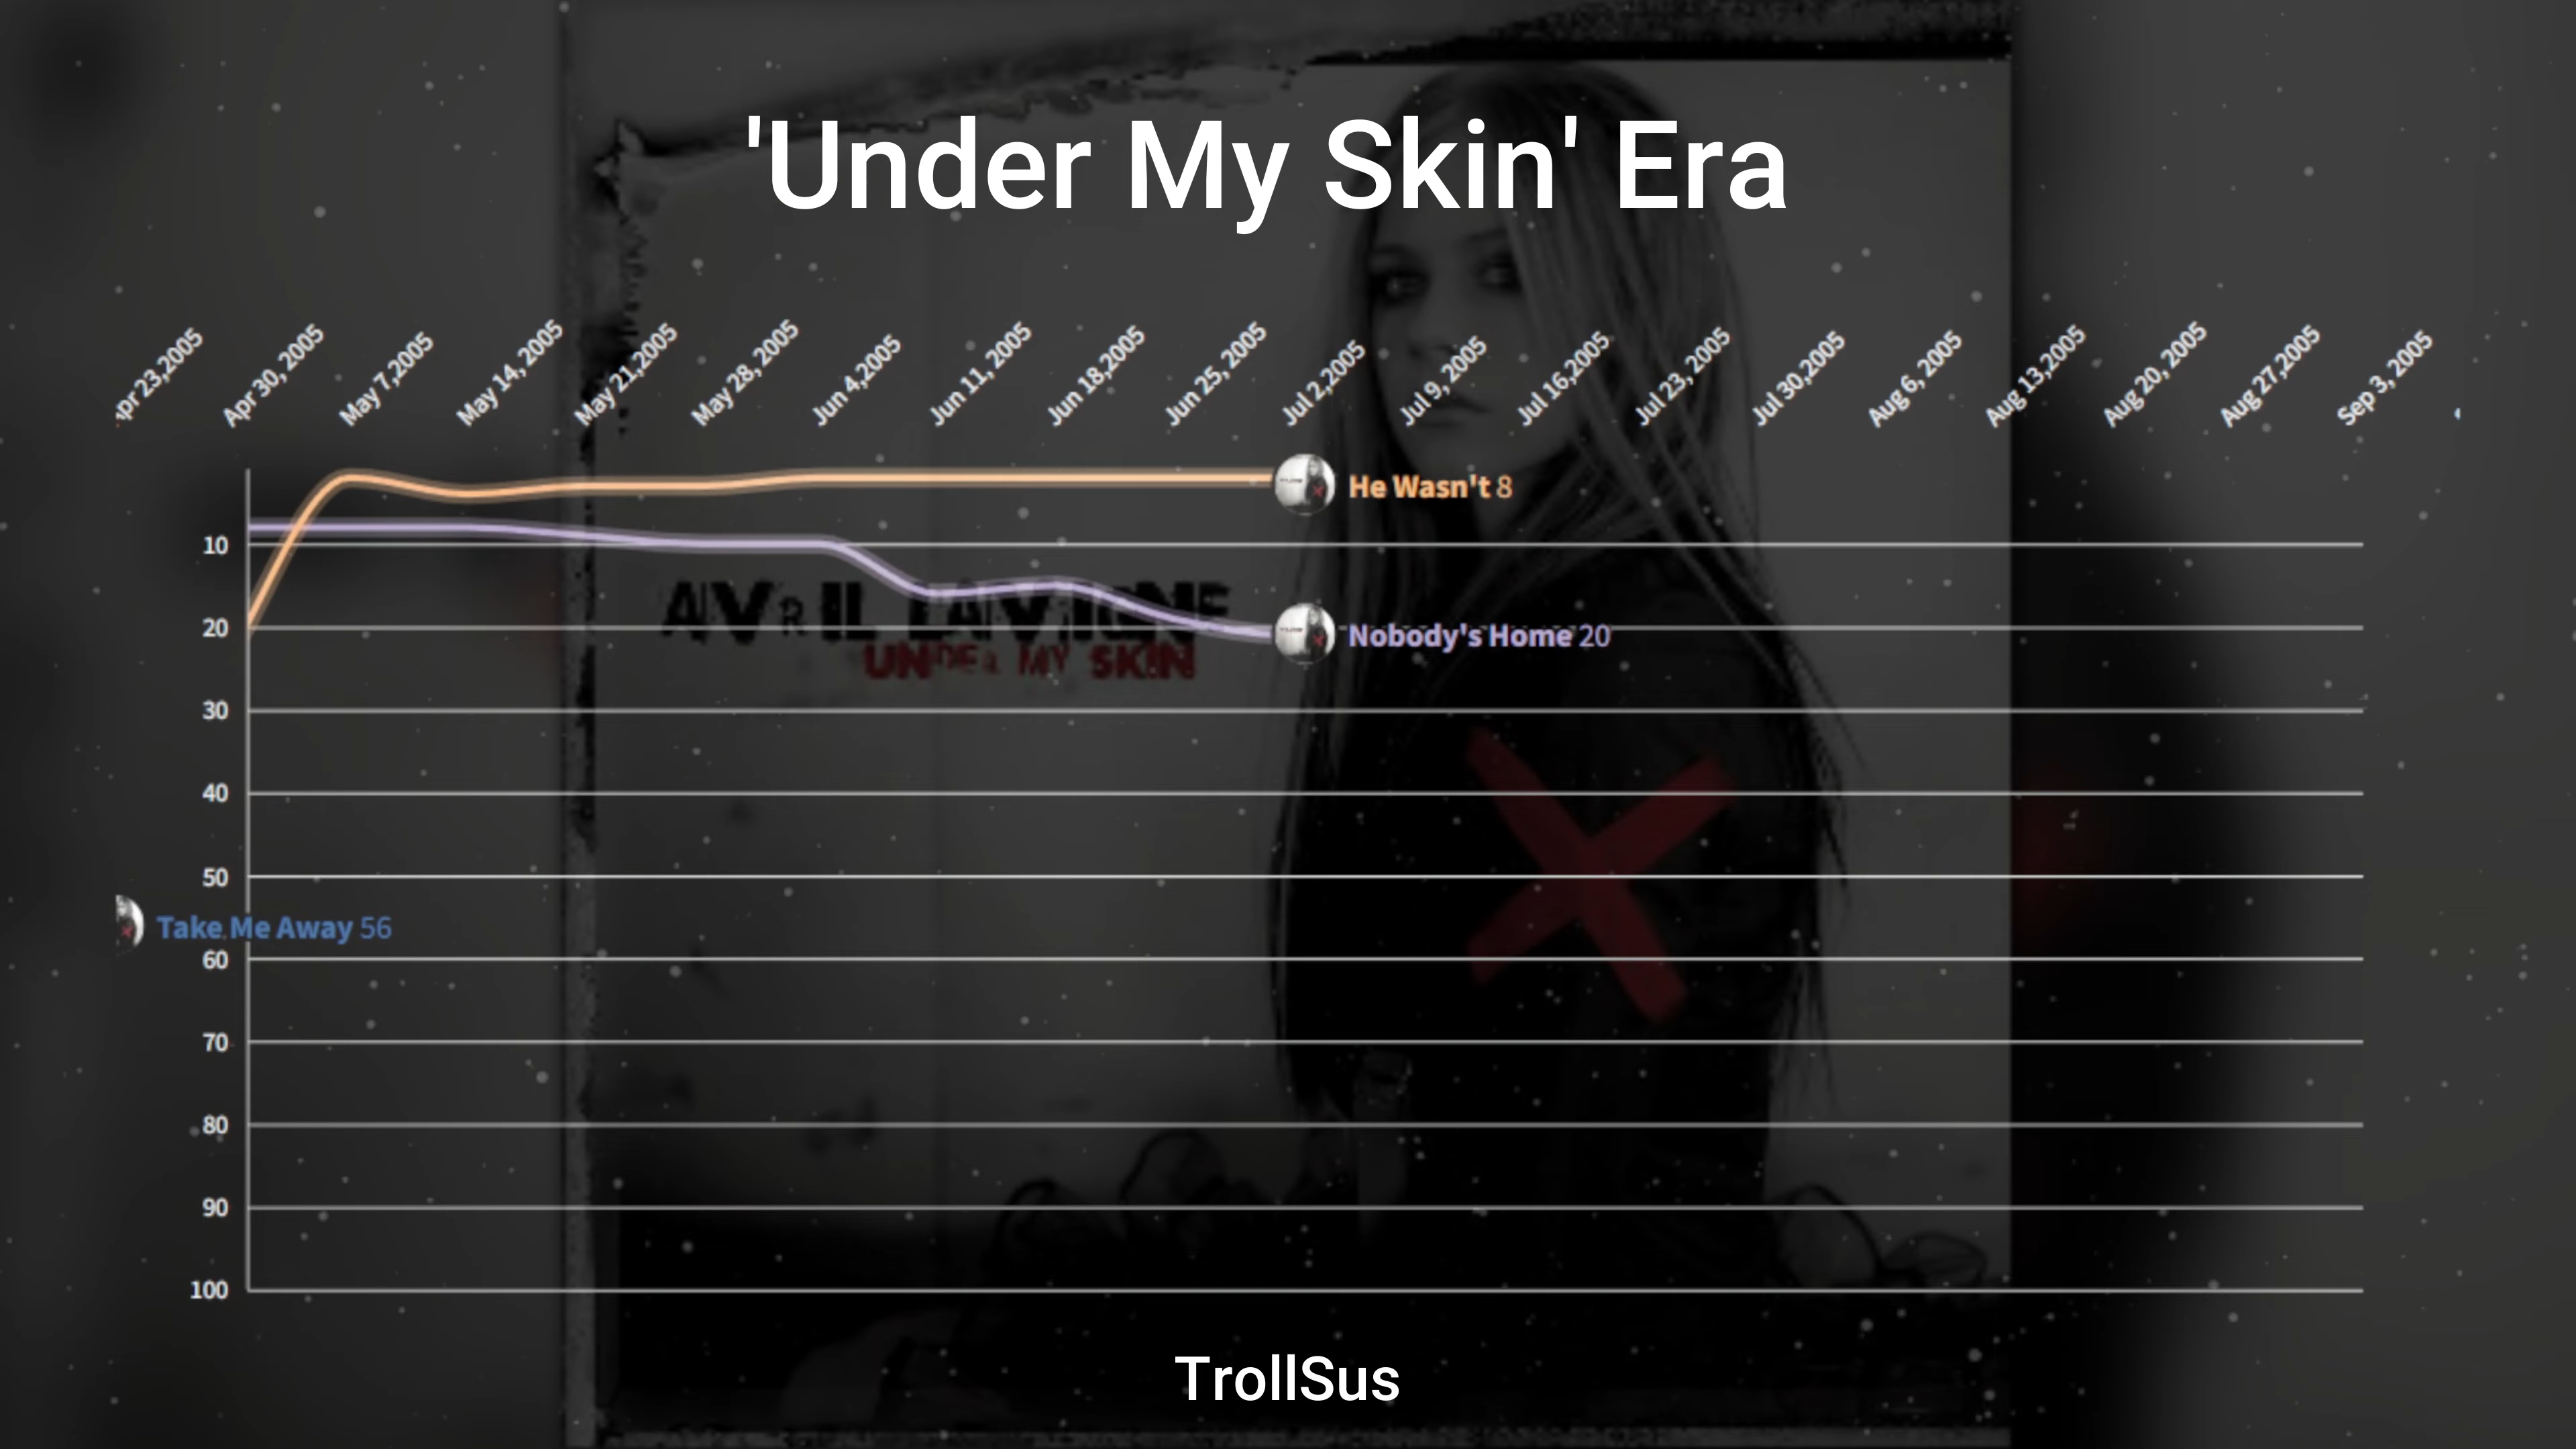 'Under My Skin' Era
pr 23,2005
Apr 30, 2005
May 7,2005
May 14, 2005
May 21,2005
May 28, 2005
Jun 4,2005
Jun 11, 2005
Jun 18,2005
Jun 25, 2005
Jul 2,2005
Jul 9, 2005
Jul 16,2005
Jul 23, 2005
Jul 30,2005
Aug 6, 2005
Aug 13,2005
Aug 20, 2005
Aug 27,2005
Sep 3, 2005
He Wasn't 8
10
AVRIL LAVIGNE
20
Nobody's Home 20
UNDER MY SKIN
30
40
50
Take Me Away 56
60
70
80
90
100
TrollSus